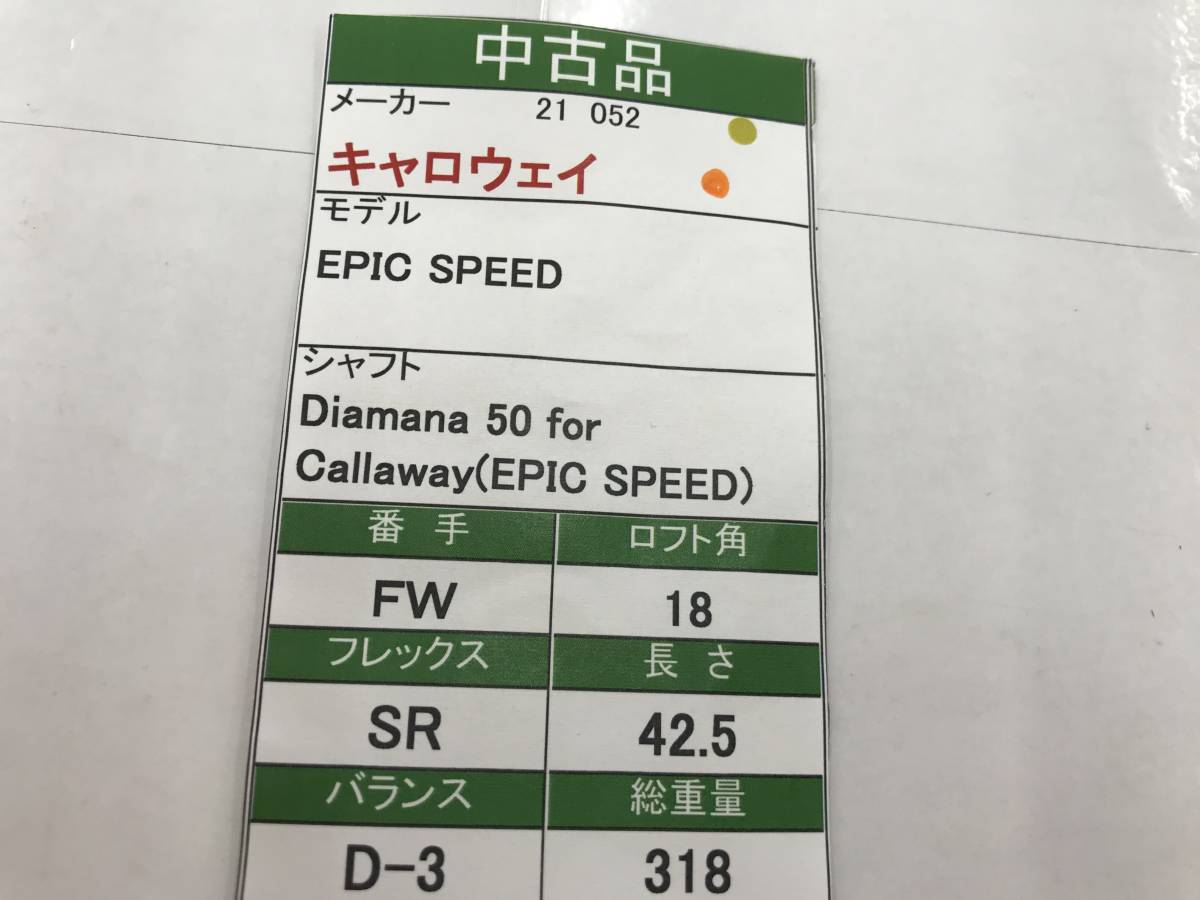 中古品
メーカー 21 052
キャロウェイ
モデル
EPIC SPEED
シャフト
Diamana 50 for
Callaway(EPIC SPEED)
番 手 ロフト角
FW 18
フレックス 長 さ
SR 42.5
バランス 総重量
D-3 318